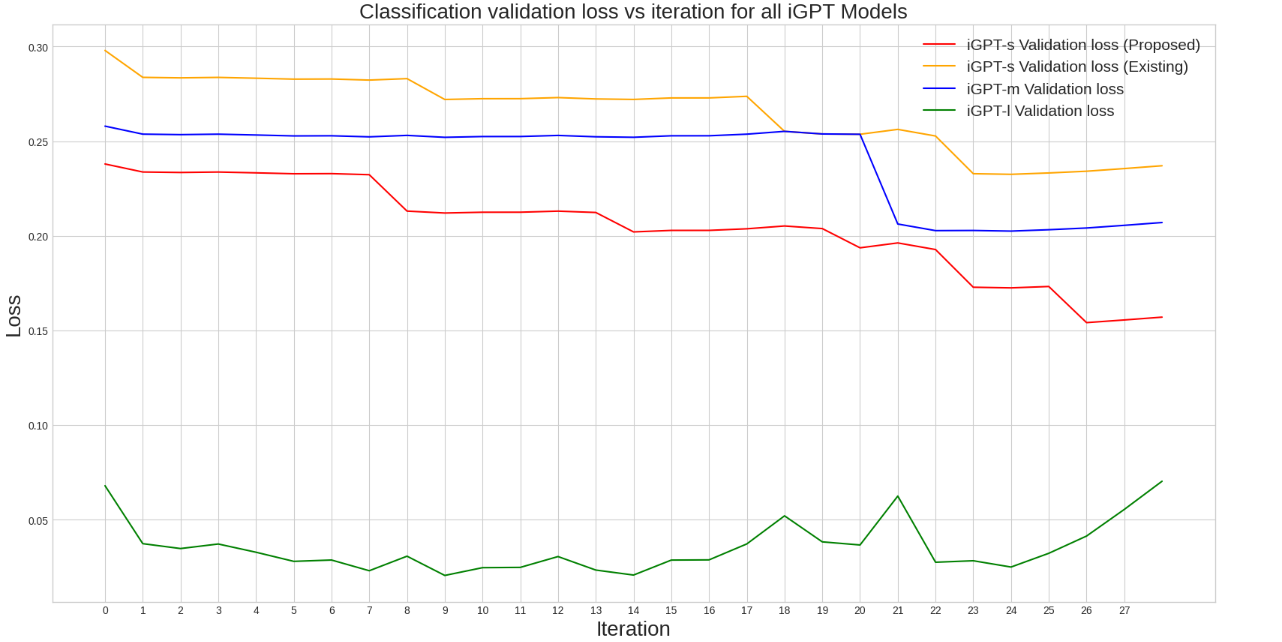 Classification validation loss vs iteration for all iGPT Models
iGPT-s Validation loss (Proposed)
iGPT-s Validation loss (Existing)
iGPT-m Validation loss
iGPT-l Validation loss
0.30
0.25
0.20
0.15
0.10
0.05
Loss
0 1 2 3 4 5 6 7 8 9 10 11 12 13 14 15 16 17 18 19 20 21 22 23 24 25 26 27
Iteration